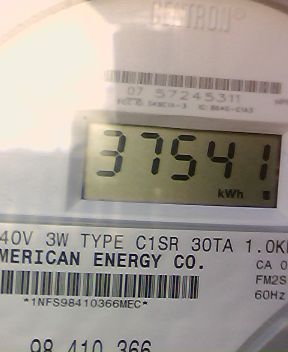 CENTRON®
07 57245311
37541
kWh
40V 3W TYPE C1SR 30TA 1.0K
MERICAN ENERGY CO.
CA 0
FM2S
60Hz
*1NFS98410366MEC*
98 410 366